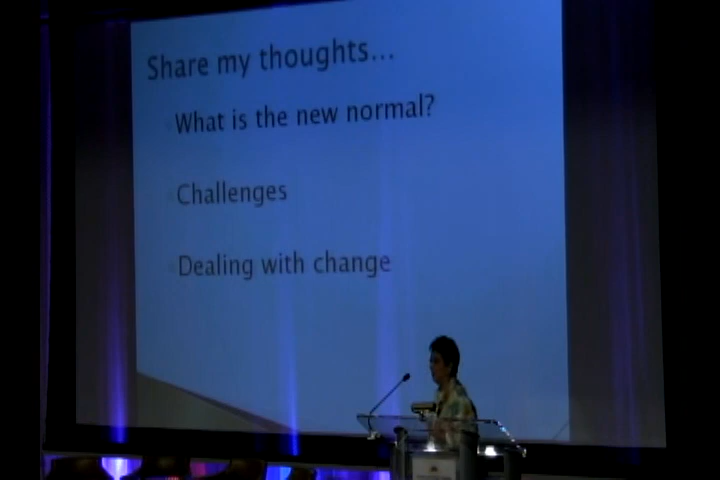 Share my thoughts...
What is the new normal?
Challenges
Dealing with change